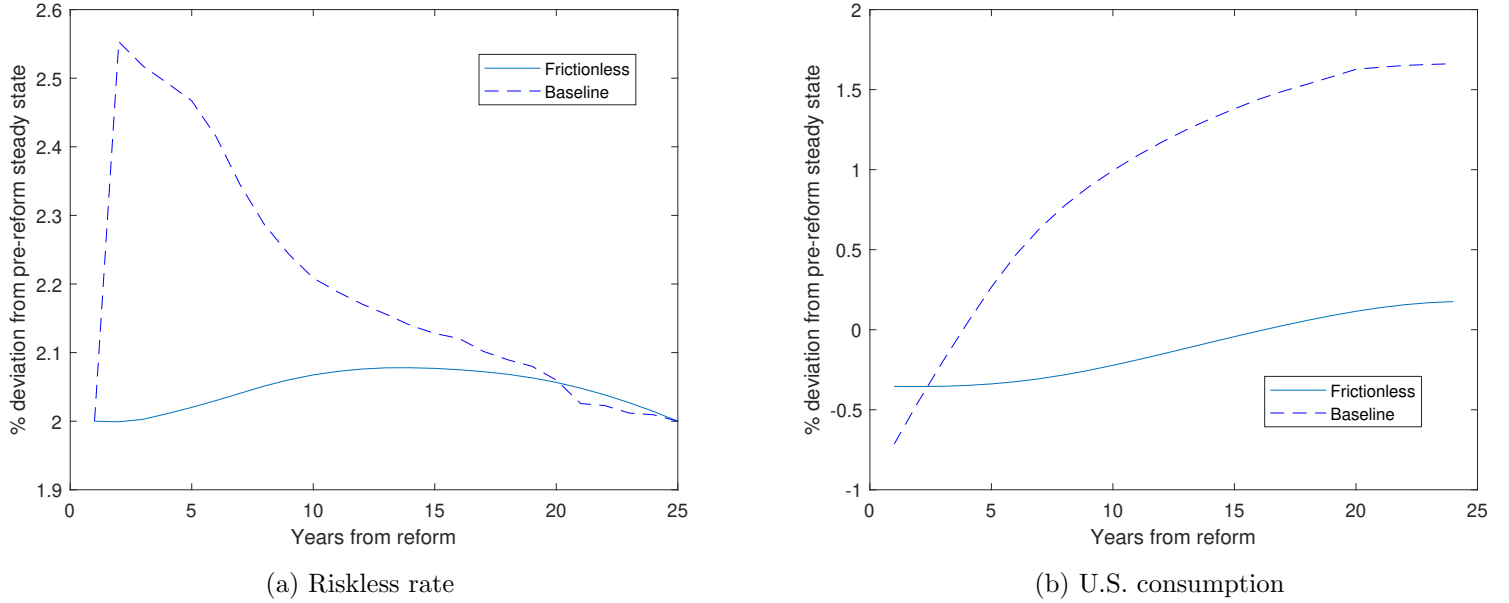 % deviation from pre-reform steady state
2.6
2.5
2.4
2.3
2.2
2.1
2
1.9
0
5
10
15
20
25
Years from reform
Frictionless
Baseline
(a) Riskless rate
% deviation from pre-reform steady state
2
1.5
1
0.5
0
-0.5
-1
0
5
10
15
20
25
Years from reform
Frictionless
Baseline
(b) U.S. consumption